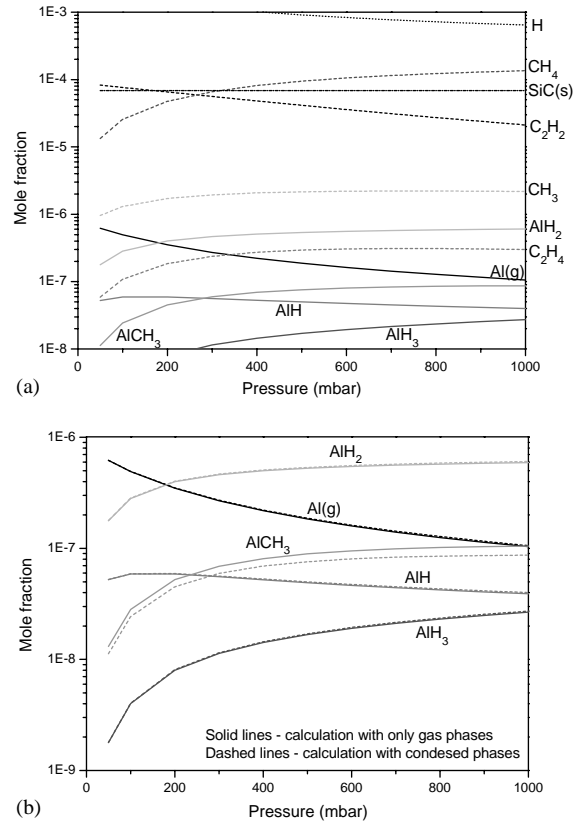 1E-3
H
CH4
1E-4
SiC(s)
C2H2
1E-5
CH3
1E-6
AlH2
C2H4
Al(g)
1E-7
AlH
AlCH3
AlH3
1E-8
Mole fraction
0 200 400 600 800 1000
(a)
Pressure (mbar)
1E-6
AlH2
Al(g)
AlCH3
1E-7
AlH
AlH3
1E-8
Mole fraction
Solid lines - calculation with only gas phases
Dashed lines - calculation with condesed phases
1E-9
0 200 400 600 800 1000
(b)
Pressure (mbar)